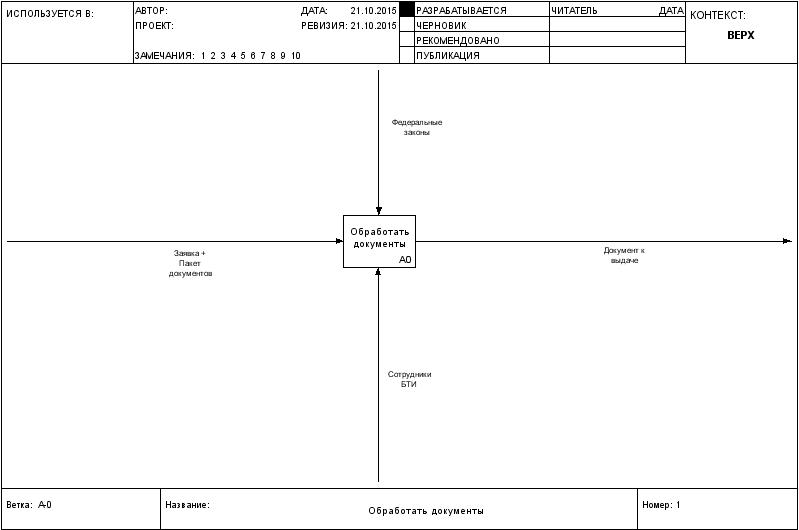 ИСПОЛЬЗУЕТСЯ В:
АВТОР:
ДАТА: 21.10.2015
ПРОЕКТ:
РЕВИЗИЯ: 21.10.2015
ЗАМЕЧАНИЯ: 1 2 3 4 5 6 7 8 9 10
РАЗРАБАТЫВАЕТСЯ
ЧЕРНОВИК
РЕКОМЕНДОВАНО
ПУБЛИКАЦИЯ
ЧИТАТЕЛЬ ДАТА
КОНТЕКСТ:
ВЕРХ
Федеральные
законы
Обработать
документы
A0
Заявка +
Пакет
документов
Документ к
выдаче
Сотрудники
БТИ
Ветка: A-0
Название:
Обработать документы
Номер: 1